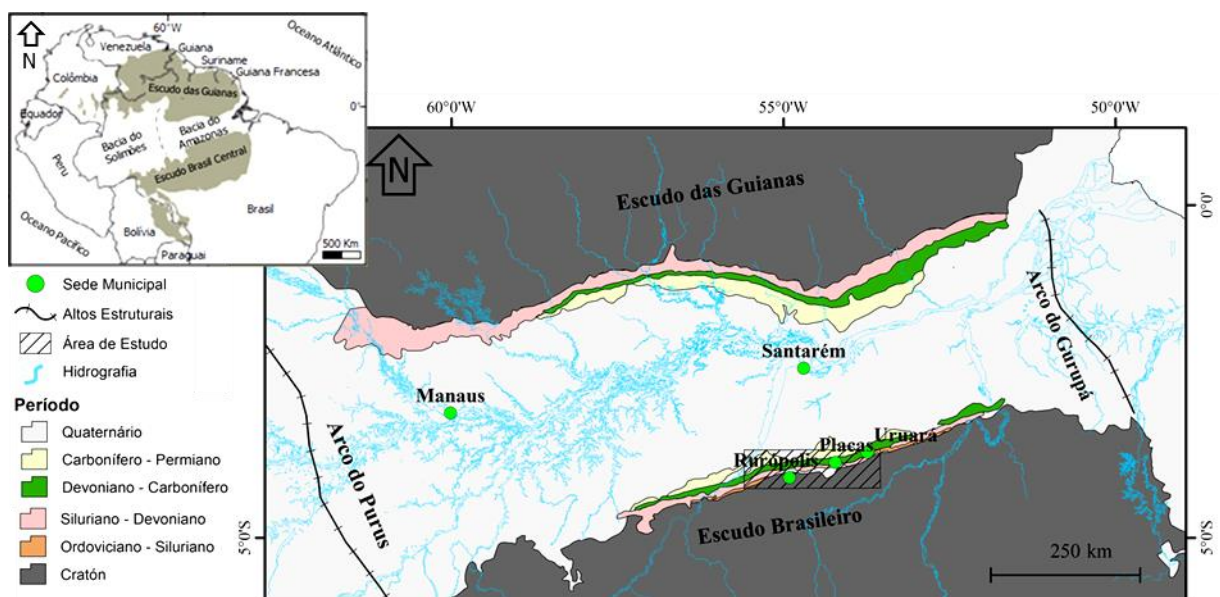 60°W
N
Oceano Atlântico
Venezuela
Guiana
Suriname
Guiana Francesa
Colômbia
Escudo das Guianas
0°
Equador
Bacia do Solimões
Bacia do Amazonas
Peru
Escudo Brasil Central
Brasil
Bolívia
Oceano Pacífico
Paraguai
500 Km
60°0'W
55°0'W
50°0'W
N
Escudo das Guianas
0°0'
Sede Municipal
Altos Estruturais
Área de Estudo
Hidrografia
Período
Quaternário
Carbonífero - Permiano
Devoniano - Carbonífero
Siluriano - Devoniano
Ordoviciano - Siluriano
Cratón
Arco do Gurupá
Santarém
Manaus
Arco do Purus
Uruara
Placas
Rurópolis
Escudo Brasileiro
5°0'S
5°0'S
250 km